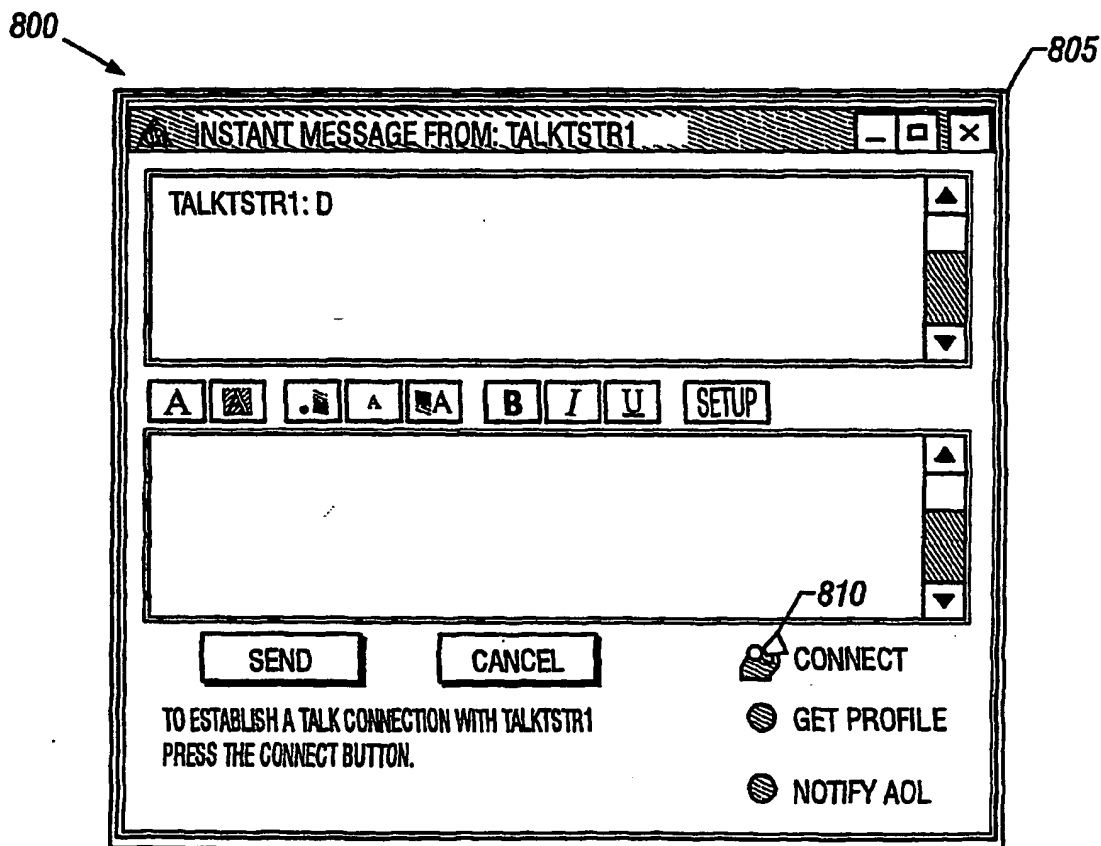 800
805
INSTANT MESSAGE FROM: TALKTSTR1
TALKTSTR1: D
A A A A B I U SETUP
810
SEND CANCEL CONNECT
TO ESTABLISH A TALK CONNECTION WITH TALKTSTR1
PRESS THE CONNECT BUTTON.
GET PROFILE
NOTIFY AOL